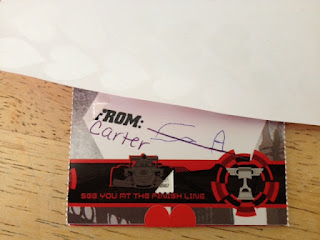 FROM:
Carter
SEE YOU AT THE FINISH LINE